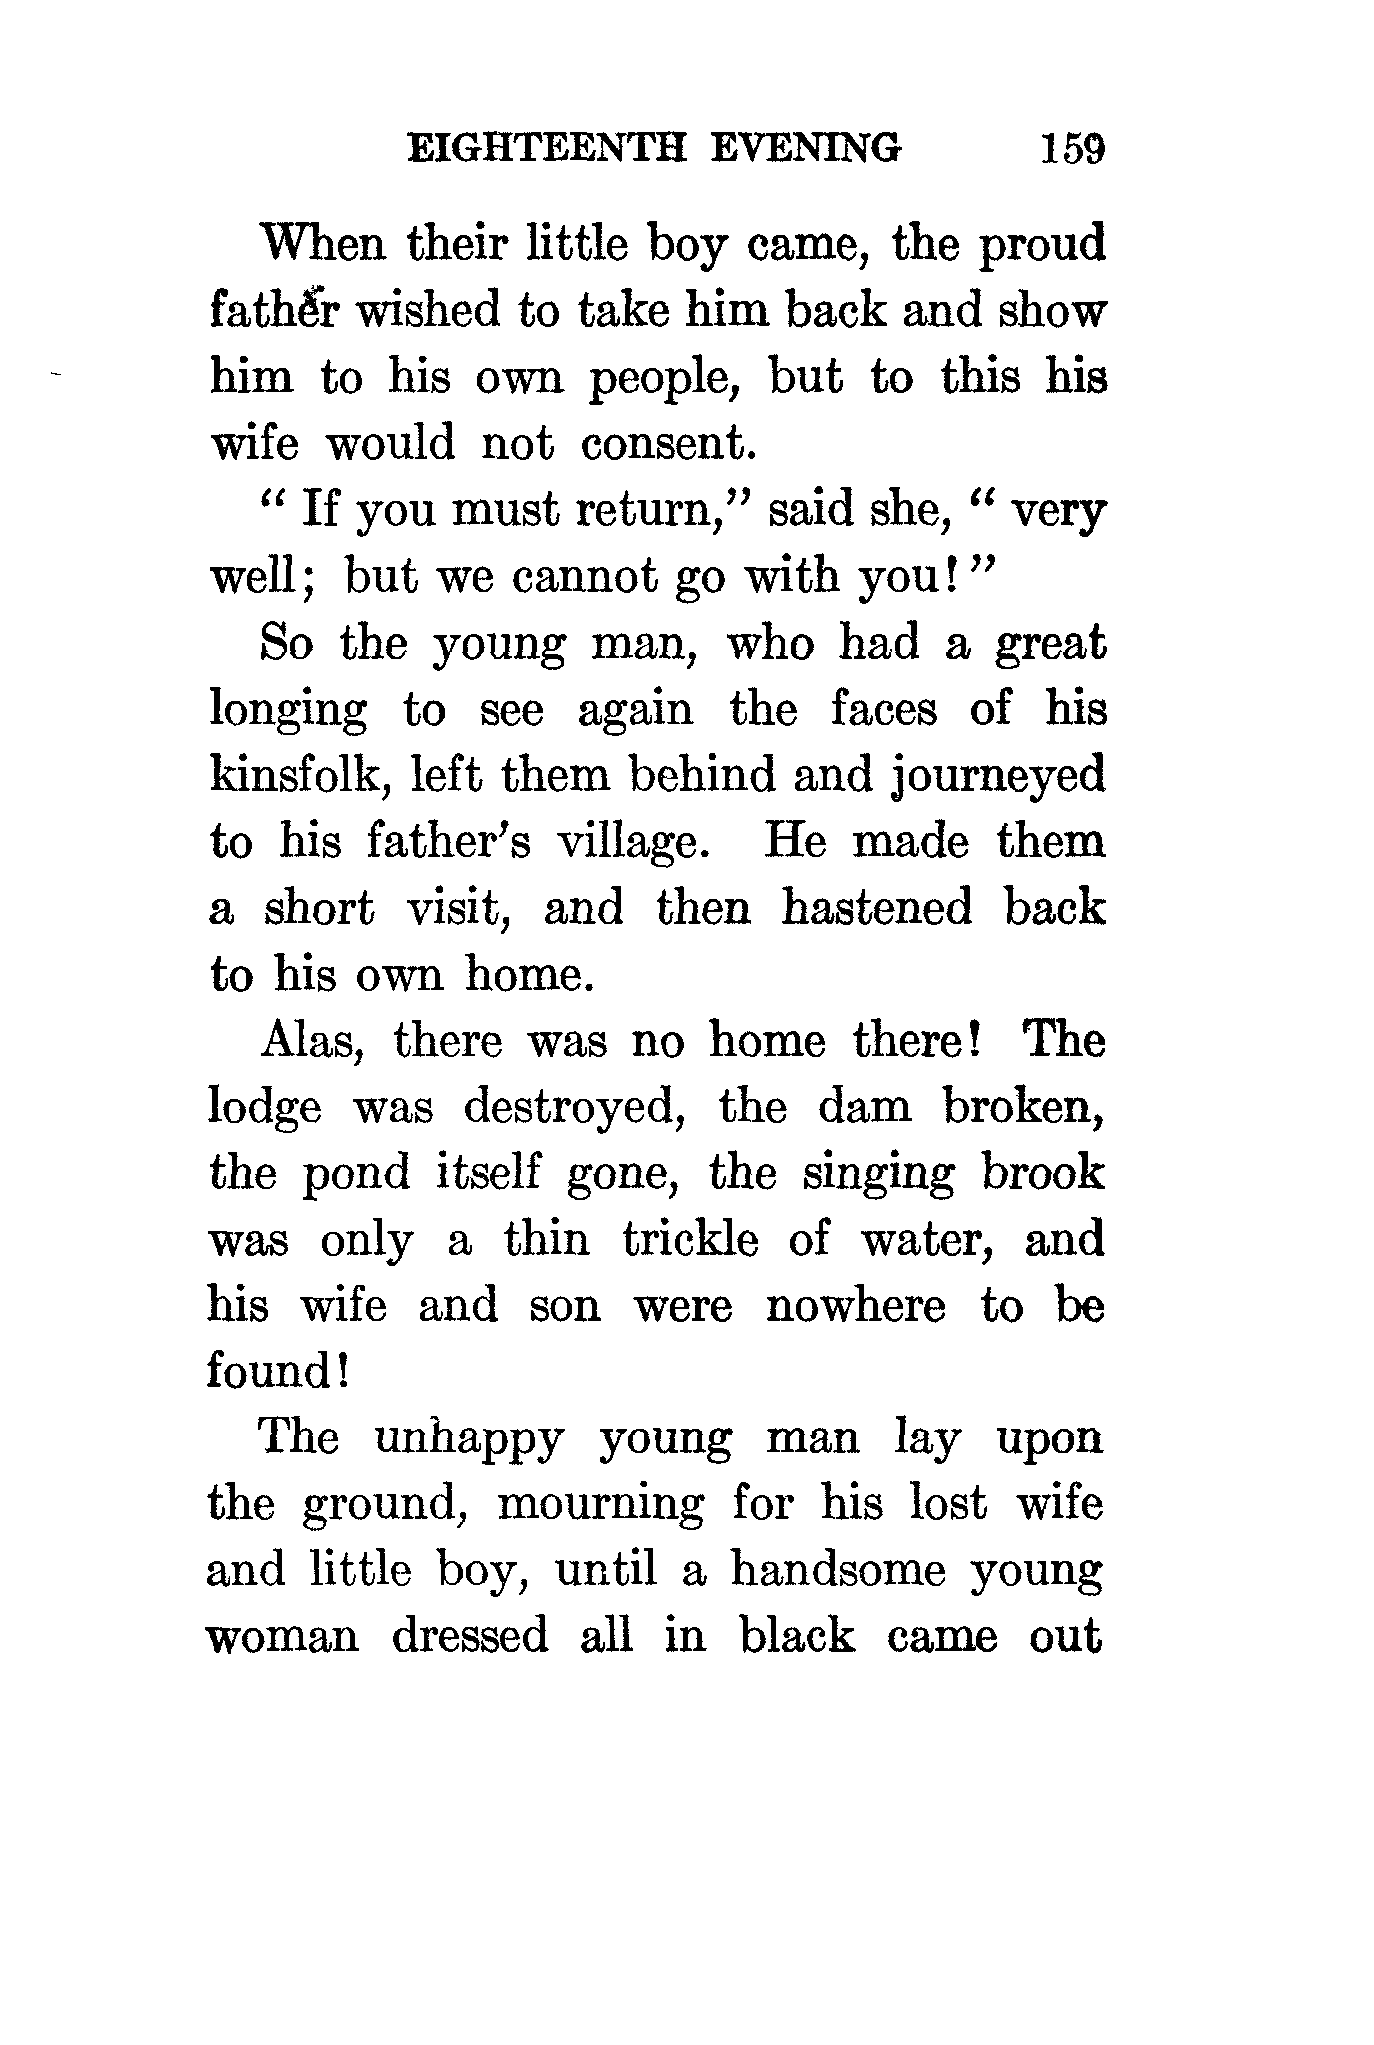 EIGHTEENTH EVENING 159
When their little boy came, the proud
father wished to take him back and show
him to his own people, but to this his
wife would not consent.
“ If you must return,” said she, “ very
well; but we cannot go with you! ”
So the young man, who had a great
longing to see again the faces of his
kinsfolk, left them behind and journeyed
to his father's village. He made them
a short visit, and then hastened back
to his own home.
Alas, there was no home there! The
lodge was destroyed, the dam broken,
the pond itself gone, the singing brook
was only a thin trickle of water, and
his wife and son were nowhere to be
found!
The unhappy young man lay upon
the ground, mourning for his lost wife
and little boy, until a handsome young
woman dressed all in black came out